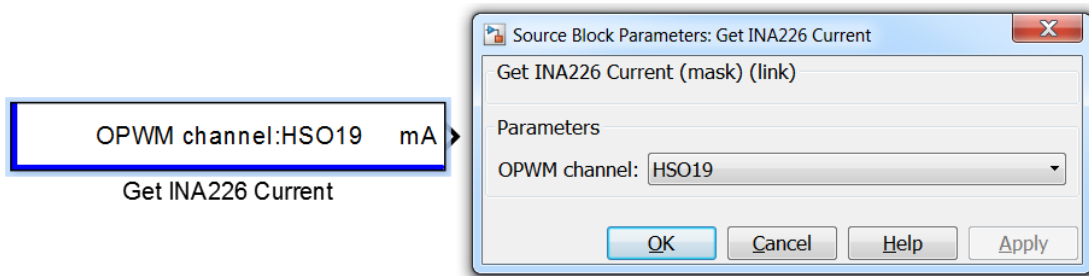 OPWM channel:HSO19 mA
Get INA226 Current
Source Block Parameters: Get INA226 Current
Get INA226 Current (mask) (link)
Parameters
OPWM channel: HSO19
OK Cancel Help Apply